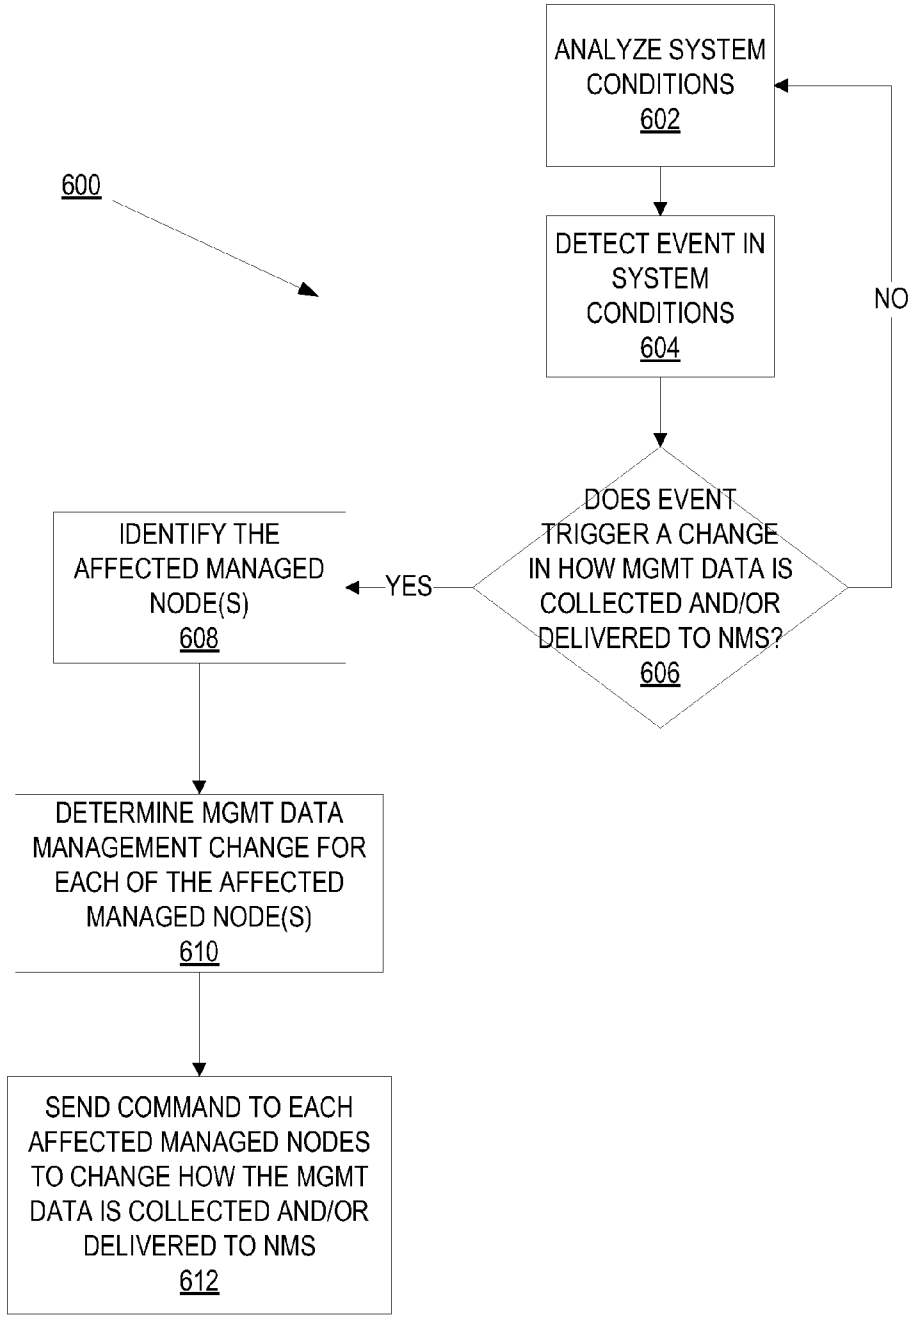 ANALYZE SYSTEM
CONDITIONS
602
600
DETECT EVENT IN
SYSTEM
CONDITIONS
604
NO
DOES EVENT
TRIGGER A CHANGE
IN HOW MGMT DATA IS
COLLECTED AND/OR
DELIVERED TO NMS?
606
YES
IDENTIFY THE
AFFECTED MANAGED
NODE(S)
608
DETERMINE MGMT DATA
MANAGEMENT CHANGE FOR
EACH OF THE AFFECTED
MANAGED NODE(S)
610
SEND COMMAND TO EACH
AFFECTED MANAGED NODES
TO CHANGE HOW THE MGMT
DATA IS COLLECTED AND/OR
DELIVERED TO NMS
612